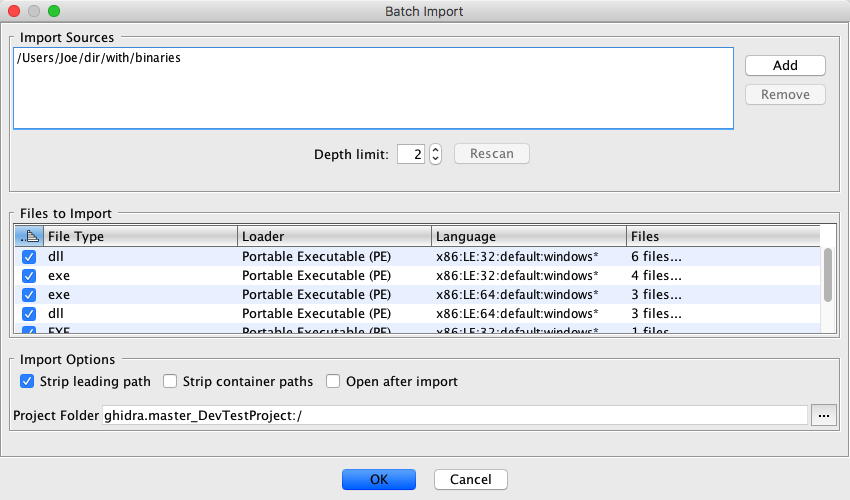 Batch Import
Import Sources
/Users/Joe/dir/with/binaries
Add
Remove
Depth limit: 2 Rescan
Files to Import
.. File Type Loader Language Files
dll Portable Executable (PE) x86:LE:32:default:windows* 6 files...
exe Portable Executable (PE) x86:LE:32:default:windows* 4 files...
exe Portable Executable (PE) x86:LE:64:default:windows* 3 files...
dll Portable Executable (PE) x86:LE:64:default:windows* 3 files...
EXE Portable Executable (PE) x86:LE:32:default:windows* 1 files...
Import Options
Strip leading path Strip container paths Open after import
Project Folder ghidra.master_DevTestProject:/ ...
OK Cancel